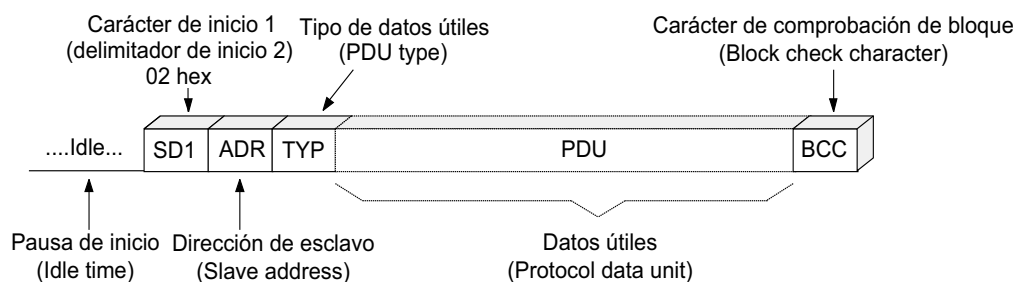 Carácter de inicio 1
(delimitador de inicio 2)
02 hex
Tipo de datos útiles
(PDU type)
Carácter de comprobación de bloque
(Block check character)
....Idle...
SD1
ADR
TYP
PDU
BCC
Pausa de inicio
(Idle time)
Dirección de esclavo
(Slave address)
Datos útiles
(Protocol data unit)